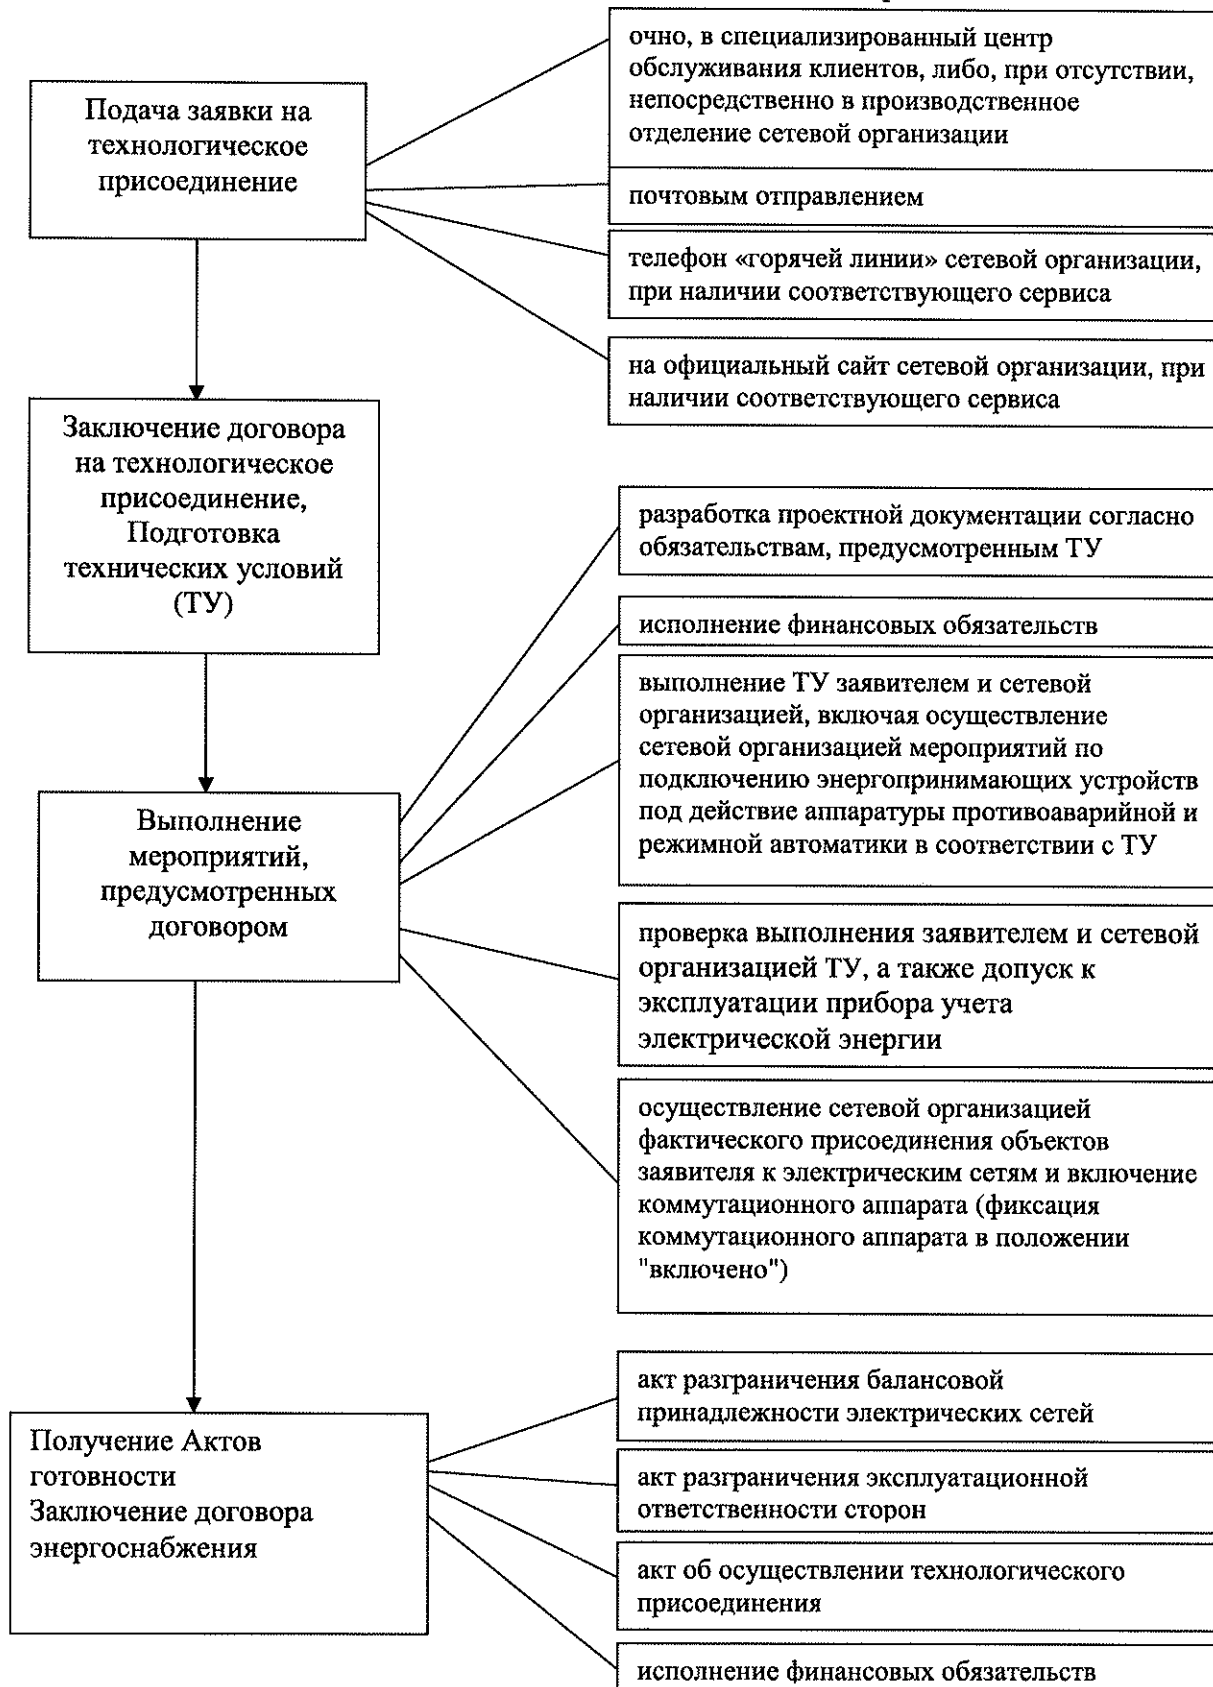 Подача заявки на
технологическое
присоединение
очно, в специализированный центр
обслуживания клиентов, либо, при отсутствии,
непосредственно в производственное
отделение сетевой организации
почтовым отправлением
телефон «горячей линии» сетевой организации,
при наличии соответствующего сервиса
на официальный сайт сетевой организации, при
наличии соответствующего сервиса
Заключение договора
на технологическое
присоединение,
Подготовка
технических условий
(ТУ)
Выполнение
мероприятий,
предусмотренных
договором
разработка проектной документации согласно
обязательствам, предусмотренным ТУ
исполнение финансовых обязательств
выполнение ТУ заявителем и сетевой
организацией, включая осуществление
сетевой организацией мероприятий по
подключению энергопринимающих устройств
под действие аппаратуры противоаварийной и
режимной автоматики в соответствии с ТУ
проверка выполнения заявителем и сетевой
организацией ТУ, а также допуск к
эксплуатации прибора учета
электрической энергии
осуществление сетевой организацией
фактического присоединения объектов
заявителя к электрическим сетям и включение
коммутационного аппарата (фиксация
коммутационного аппарата в положении
"включено")
Получение Актов
готовности
Заключение договора
энергоснабжения
акт разграничения балансовой
принадлежности электрических сетей
акт разграничения эксплуатационной
ответственности сторон
акт об осуществлении технологического
присоединения
исполнение финансовых обязательств